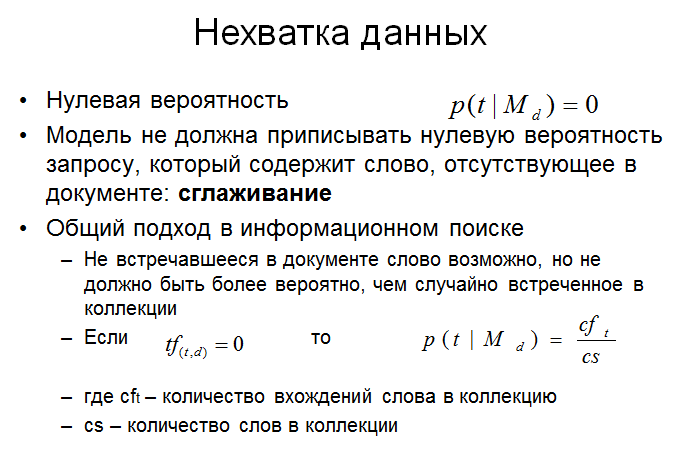 Нехватка данных
• Нулевая вероятность p(t | M_d) = 0
• Модель не должна приписывать нулевую вероятность
запросу, который содержит слово, отсутствующее в
документе: сглаживание
• Общий подход в информационном поиске
– Не встречавшееся в документе слово возможно, но не
должно быть более вероятно, чем случайно встреченное в
коллекции
– Если tf_(t,d) = 0 то p(t | M_d) = cf_t / cs
– где cft – количество вхождений слова в коллекцию
– cs – количество слов в коллекции